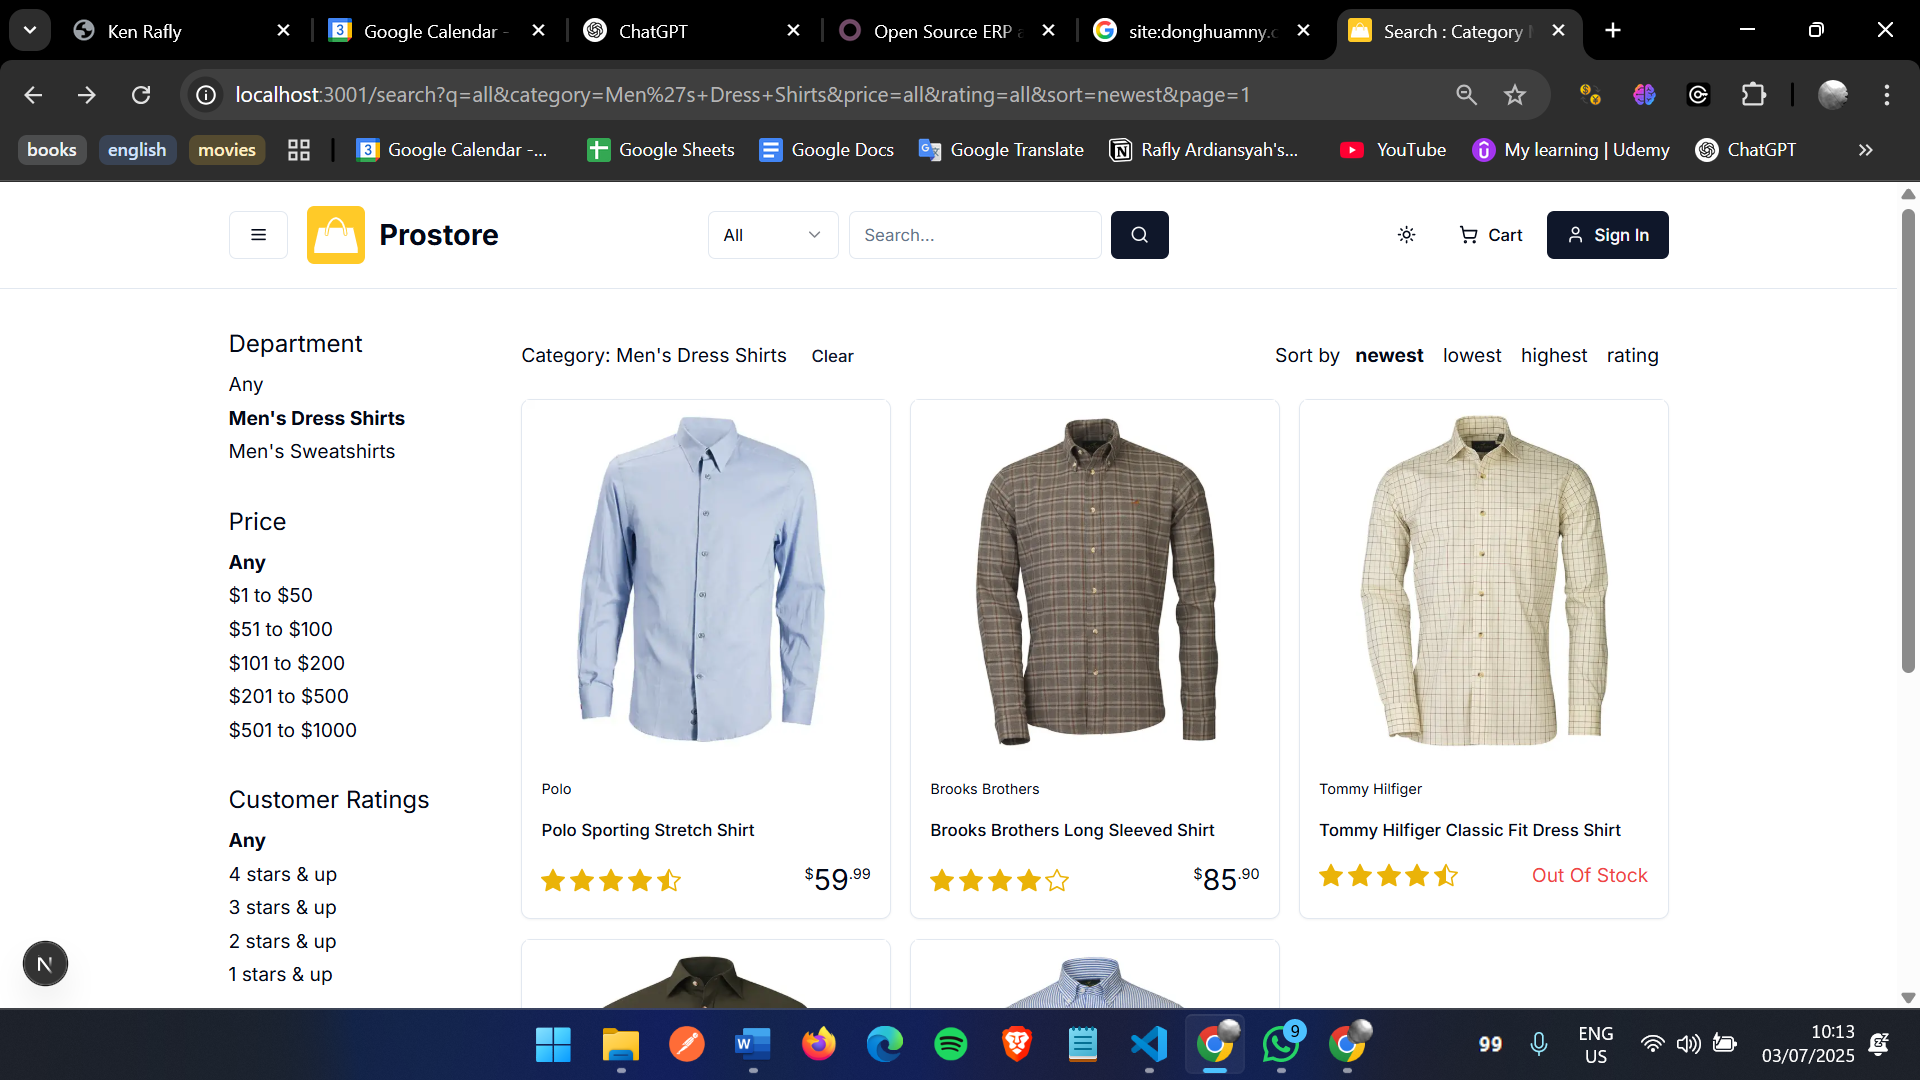 Ken Rafly
Google Calendar -
ChatGPT
Open Source ERP a
site:donghuamny.c
Search : Category M
localhost:3001/search?q=all&category=Men%27s+Dress+Shirts&price=all&rating=all&sort=newest&page=1
books
english
movies
Google Calendar -...
Google Sheets
Google Docs
Google Translate
Rafly Ardiansyah's...
YouTube
My learning | Udemy
ChatGPT
Prostore
All
Search...
Cart
Sign In
Department
Any
Men's Dress Shirts
Men's Sweatshirts
Price
Any
$1 to $50
$51 to $100
$101 to $200
$201 to $500
$501 to $1000
Customer Ratings
Any
4 stars & up
3 stars & up
2 stars & up
1 stars & up
Category: Men's Dress Shirts Clear
Sort by newest lowest highest rating
Polo
Polo Sporting Stretch Shirt
$59.99
Brooks Brothers
Brooks Brothers Long Sleeved Shirt
$85.90
Tommy Hilfiger
Tommy Hilfiger Classic Fit Dress Shirt
Out Of Stock
N
9
99
ENG
US
10:13
03/07/2025